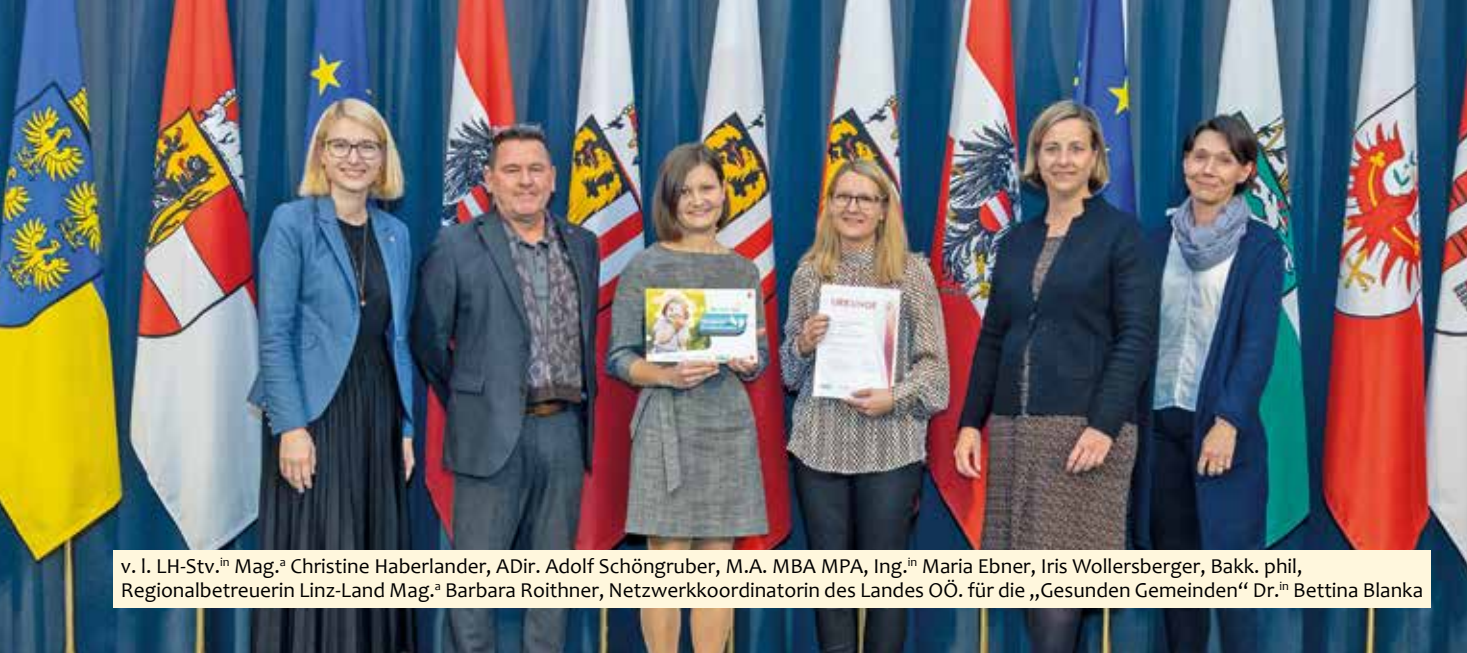 URKUNDE
v. l. LH-Stv.ⁱⁿ Mag.ᵃ Christine Haberlander, ADir. Adolf Schöngruber, M.A. MBA MPA, Ing.ⁱⁿ Maria Ebner, Iris Wollersberger, Bakk. phil,
Regionalbetreuerin Linz-Land Mag.ᵃ Barbara Roithner, Netzwerkkoordinatorin des Landes OÖ. für die „Gesunden Gemeinden“ Dr.ⁱⁿ Bettina Blanka